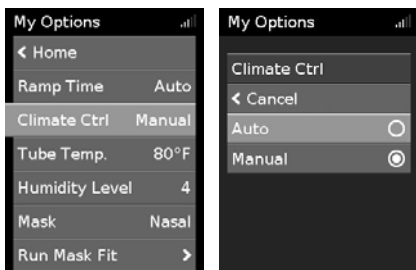 My Options
< Home
Ramp Time Auto
Climate Ctrl Manual
Tube Temp. 80°F
Humidity Level 4
Mask Nasal
Run Mask Fit >
My Options
Climate Ctrl
< Cancel
Auto
Manual